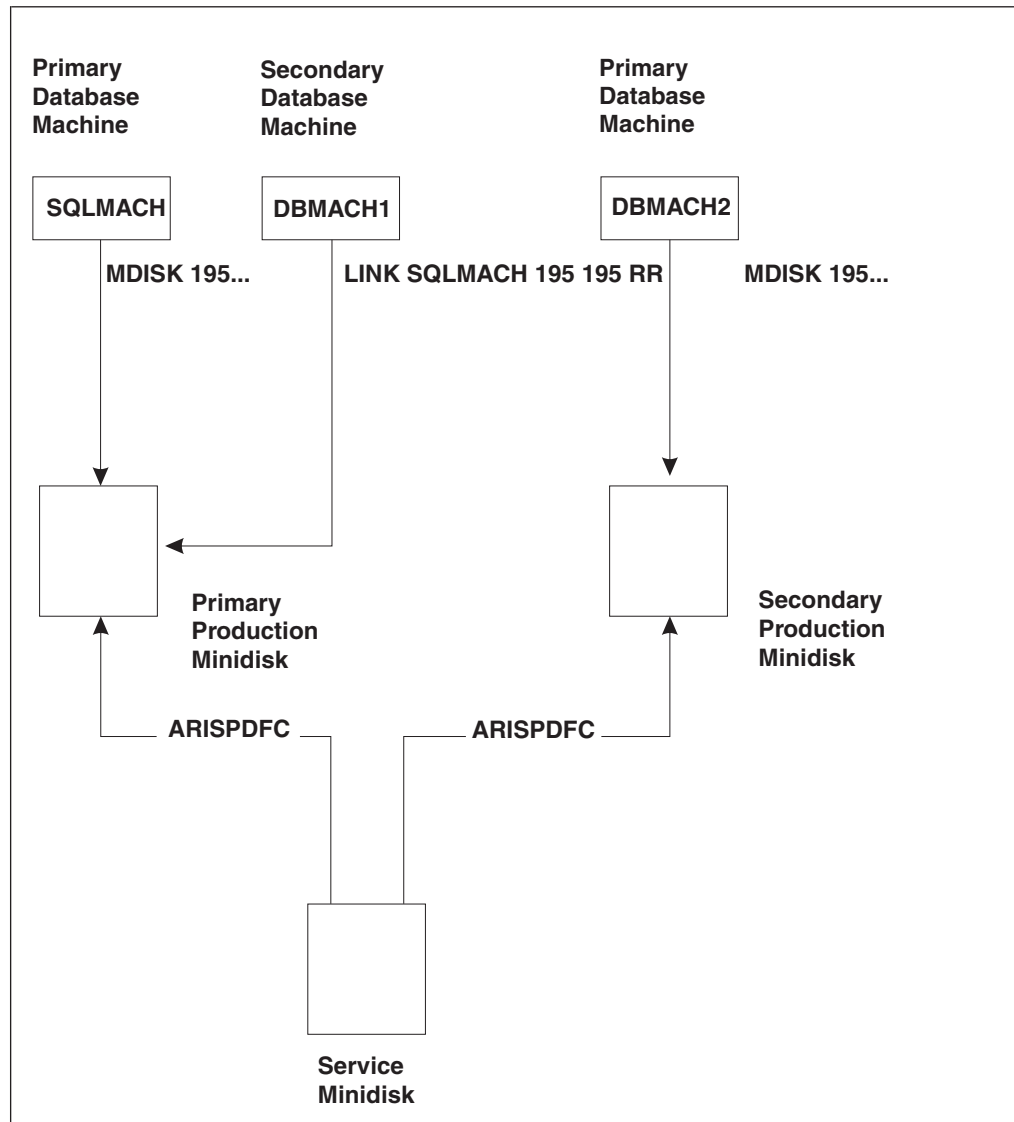 Primary
Database
Machine
Secondary
Database
Machine
Primary
Database
Machine
SQLMACH
DBMACH1
DBMACH2
MDISK 195...
LINK SQLMACH 195 195 RR
MDISK 195...
Primary
Production
Minidisk
Secondary
Production
Minidisk
ARISPDFC
ARISPDFC
Service
Minidisk